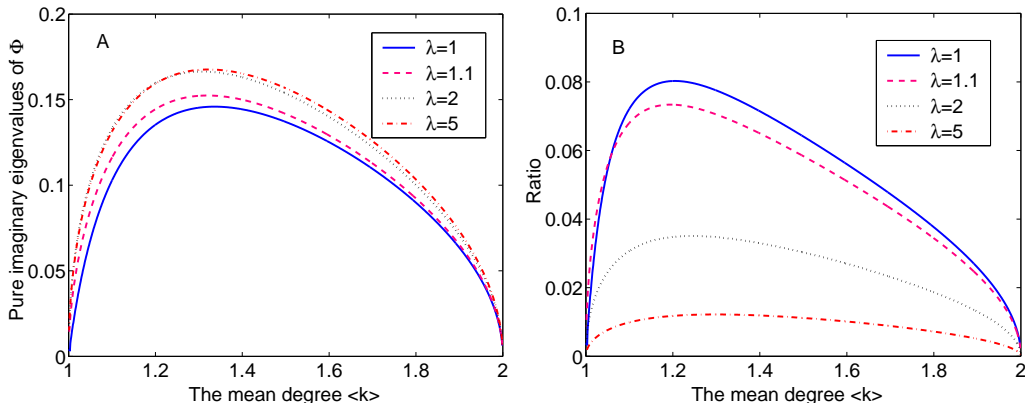 A
Pure imaginary eigenvalues of Φ
0.2
0.15
0.1
0.05
0
λ=1
λ=1.1
λ=2
λ=5
1
1.2
1.4
1.6
1.8
2
The mean degree <k>
B
Ratio
0.1
0.08
0.06
0.04
0.02
0
λ=1
λ=1.1
λ=2
λ=5
1
1.2
1.4
1.6
1.8
2
The mean degree <k>